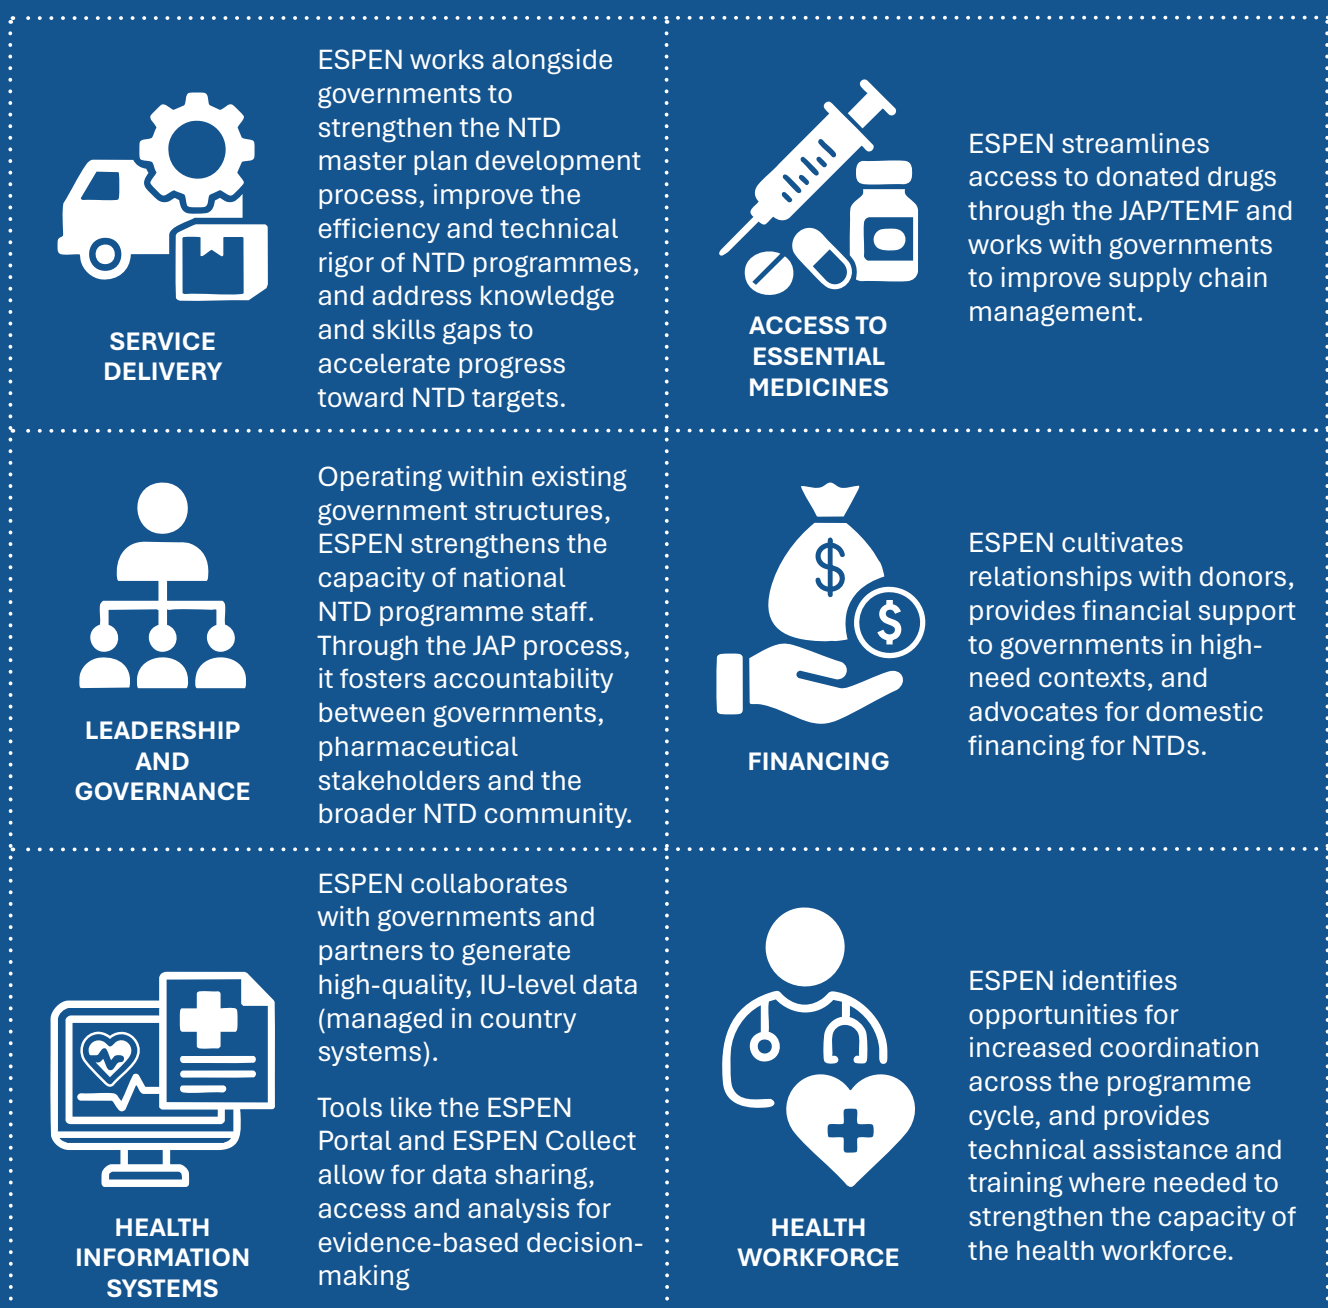 ESPEN works alongside
governments to
strengthen the NTD
master plan development
process, improve the
efficiency and technical
rigor of NTD programmes,
and address knowledge
and skills gaps to
accelerate progress
toward NTD targets.
SERVICE
DELIVERY
ESPEN streamlines
access to donated drugs
through the JAP/TEMF and
works with governments
to improve supply chain
management.
ACCESS TO
ESSENTIAL
MEDICINES
Operating within existing
government structures,
ESPEN strengthens the
capacity of national
NTD programme staff.
Through the JAP process,
it fosters accountability
between governments,
pharmaceutical
stakeholders and the
broader NTD community.
LEADERSHIP
AND
GOVERNANCE
$
$
ESPEN cultivates
relationships with donors,
provides financial support
to governments in high-
need contexts, and
advocates for domestic
financing for NTDs.
FINANCING
ESPEN collaborates
with governments and
partners to generate
high-quality, IU-level data
(managed in country
systems).
Tools like the ESPEN
Portal and ESPEN Collect
allow for data sharing,
access and analysis for
evidence-based decision-
making
HEALTH
INFORMATION
SYSTEMS
ESPEN identifies
opportunities for
increased coordination
across the programme
cycle, and provides
technical assistance and
training where needed to
strengthen the capacity of
the health workforce.
HEALTH
WORKFORCE